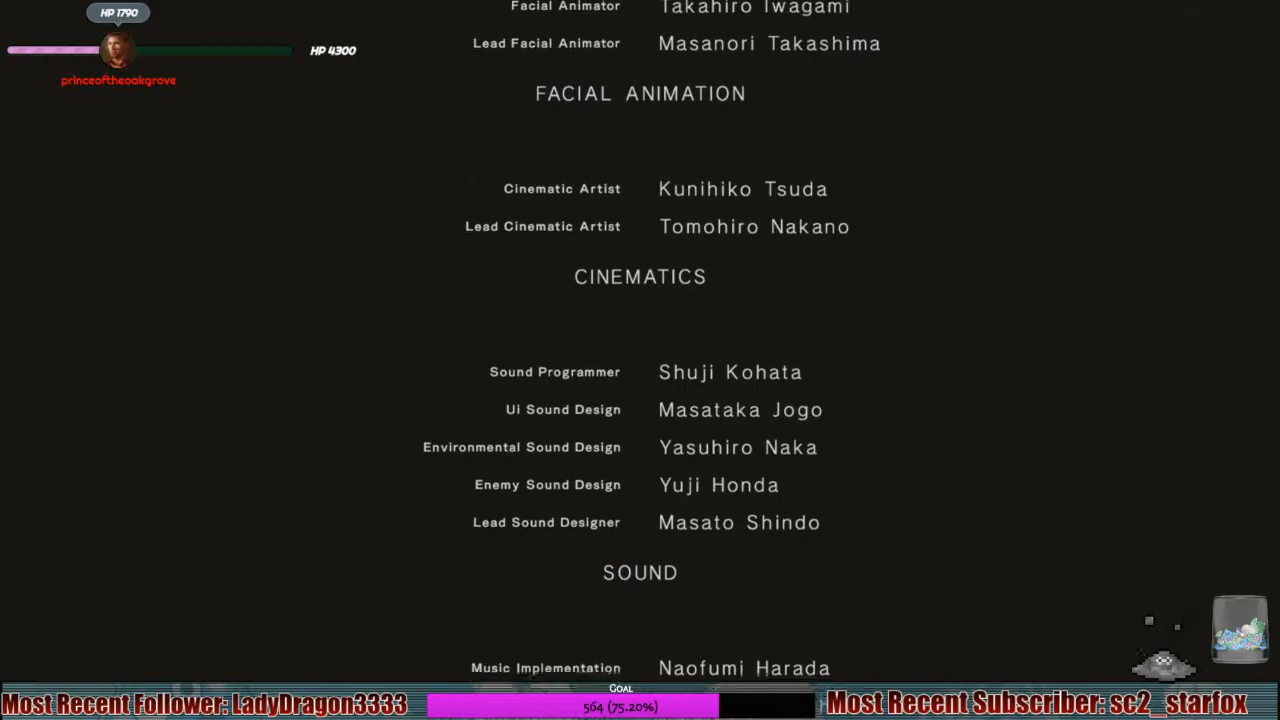 HP 1790
HP 4300
princeoftheoakgrove
Facial Animator Takahiro Iwagami
Lead Facial Animator Masanori Takashima
FACIAL ANIMATION
Cinematic Artist Kunihiko Tsuda
Lead Cinematic Artist Tomohiro Nakano
CINEMATICS
Sound Programmer Shuji Kohata
Ui Sound Design Masataka Jogo
Environmental Sound Design Yasuhiro Naka
Enemy Sound Design Yuji Honda
Lead Sound Designer Masato Shindo
SOUND
Music Implementation Naofumi Harada
Goal
Most Recent Follower: LadyDragon3333
564 (75.20%)
Most Recent Subscriber: sc2_starfox